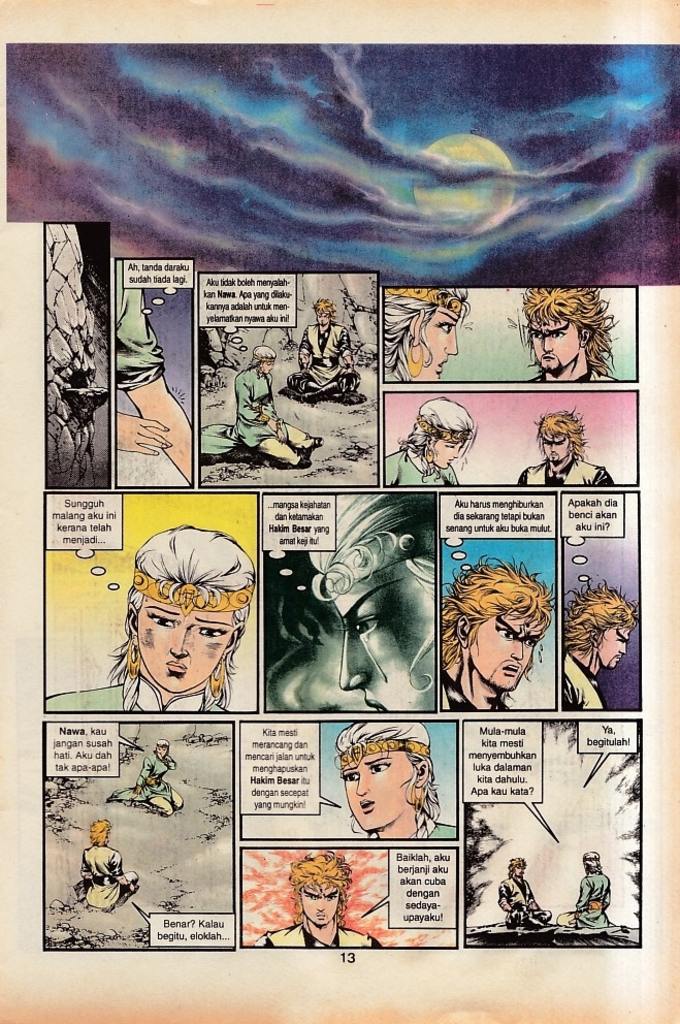 Ah, tanda daraku
sudah tiada lagi.
Aku tidak boleh menyalah-
kan Nawa. Apa yang dilaku-
kannya adalah untuk men-
yelamatkan nyawa aku ini!
Sungguh
malang aku ini
kerana telah
menjadi...
...mangsa kejahatan
dan ketamakan
Hakim Besar yang
amat keji itu!
Aku harus menghiburkan
dia sekarang tetapi bukan
senang untuk aku buka mulut.
Apakah dia
benci akan
aku ini?
Nawa, kau
jangan susah
hati. Aku dah
tak apa-apa!
Benar? Kalau
begitu, eloklah...
Kita mesti
merancang dan
mencari jalan untuk
menghapuskan
Hakim Besar itu
dengan secepat
yang mungkin!
Baiklah, aku
berjanji aku
akan cuba
dengan
sedaya-
upayaku!
Mula-mula
kita mesti
menyembuhkan
luka dalaman
kita dahulu.
Apa kau kata?
Ya,
begitulah!
13